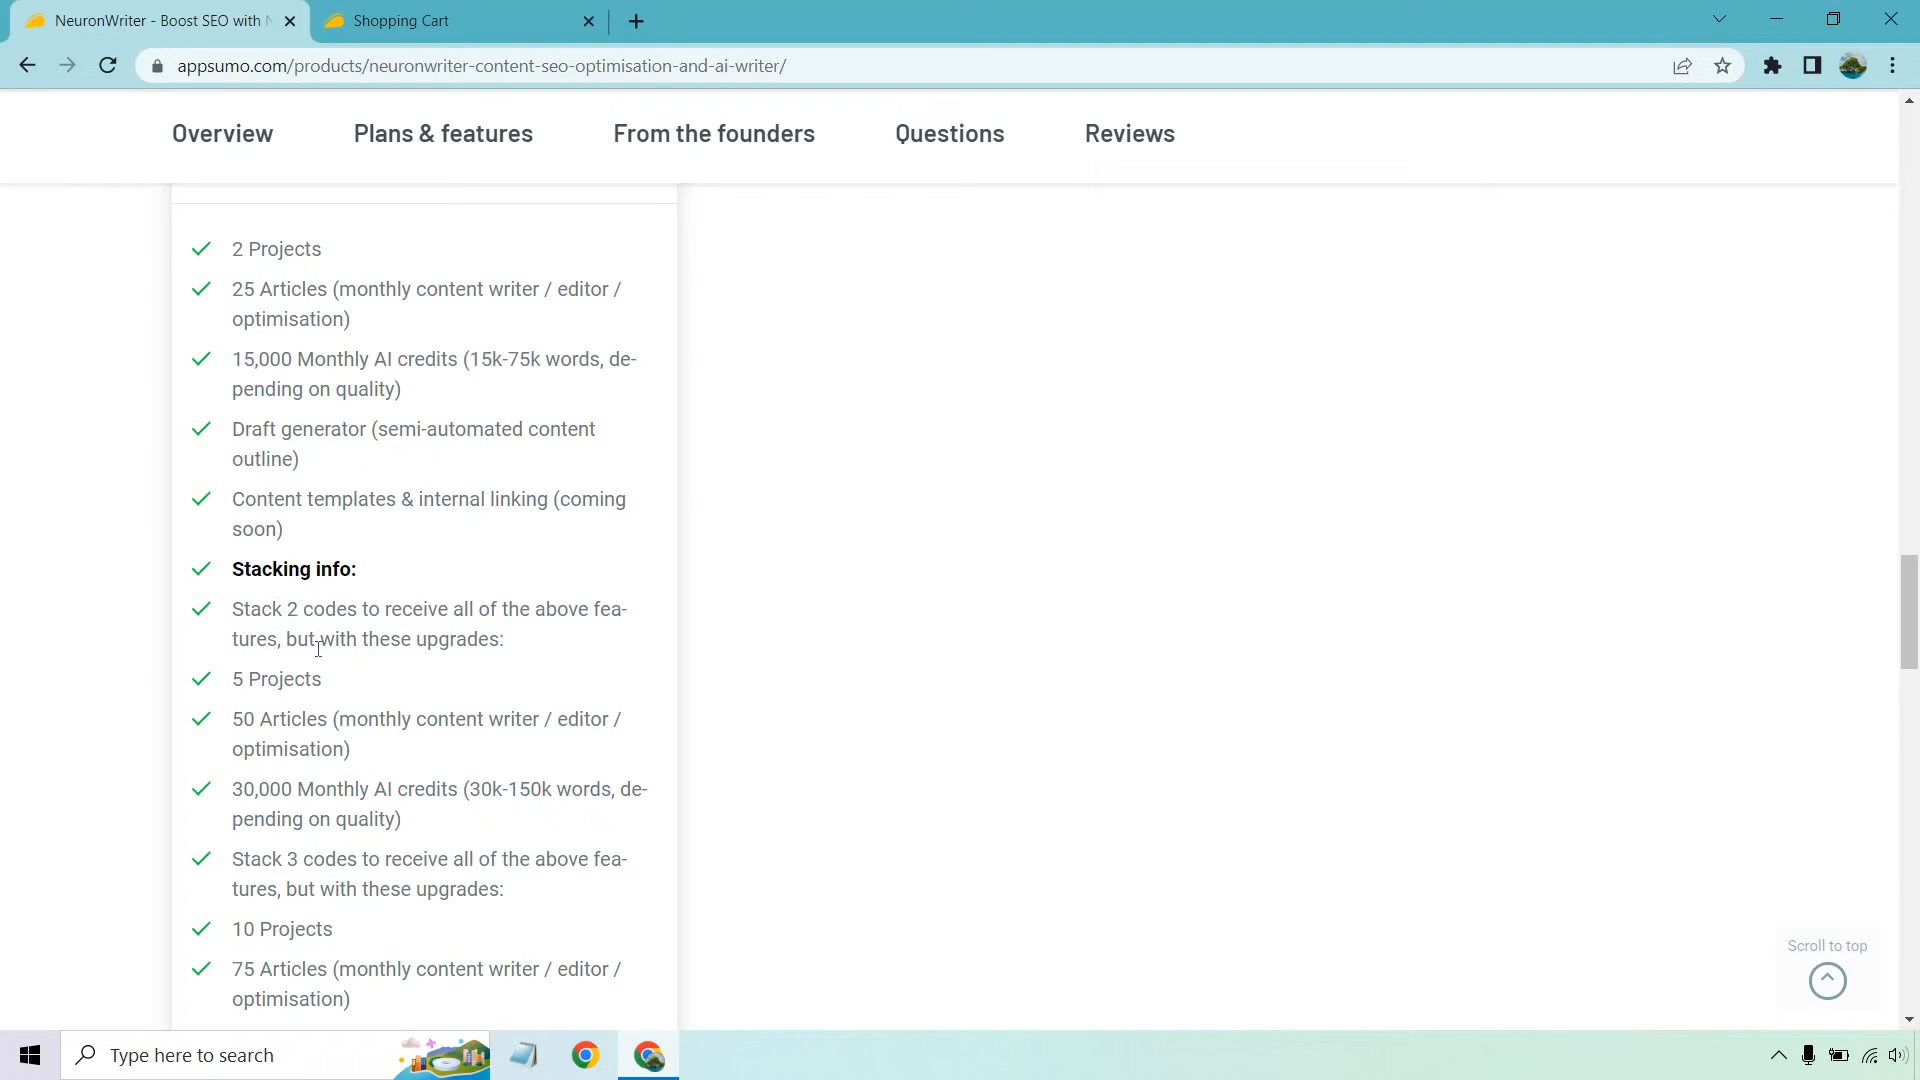 NeuronWriter - Boost SEO with
Shopping Cart
appsumo.com/products/neuronwriter-content-seo-optimisation-and-ai-writer/
Overview
Plans & features
From the founders
Questions
Reviews
2 Projects
25 Articles (monthly content writer / editor /
optimisation)
15,000 Monthly AI credits (15k-75k words, de-
pending on quality)
Draft generator (semi-automated content
outline)
Content templates & internal linking (coming
soon)
Stacking info:
Stack 2 codes to receive all of the above fea-
tures, but with these upgrades:
5 Projects
50 Articles (monthly content writer / editor /
optimisation)
30,000 Monthly AI credits (30k-150k words, de-
pending on quality)
Stack 3 codes to receive all of the above fea-
tures, but with these upgrades:
10 Projects
75 Articles (monthly content writer / editor /
optimisation)
Scroll to top
Type here to search